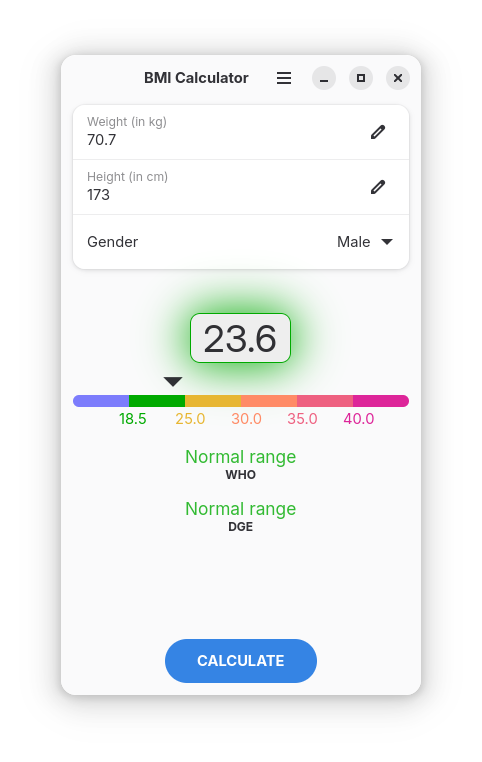 BMI Calculator
Weight (in kg)
70.7
Height (in cm)
173
Gender Male
23.6
18.5 25.0 30.0 35.0 40.0
Normal range
WHO
Normal range
DGE
CALCULATE